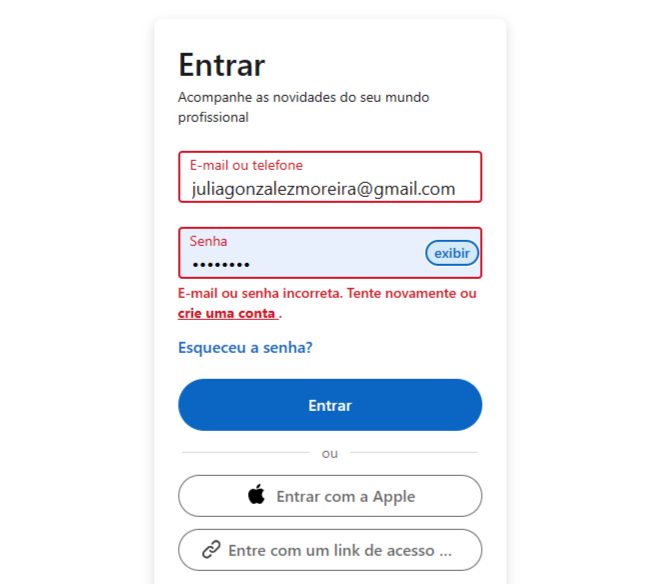 Entrar
Acompanhe as novidades do seu mundo
profissional
E-mail ou telefone
juliagonzalezmoreira@gmail.com
Senha
••••••••
exibir
E-mail ou senha incorreta. Tente novamente ou
crie uma conta .
Esqueceu a senha?
Entrar
ou
Entrar com a Apple
Entre com um link de acesso ...